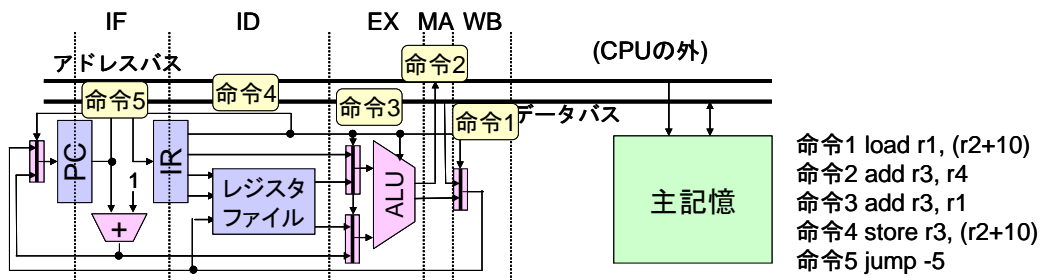 IF ID EX MA WB
(CPUの外)
アドレスバス
命令2
命令5
命令4
命令3
命令1
データバス
PC
1
IR
レジスタ
ファイル
ALU
+
主記憶
命令1 load r1, (r2+10)
命令2 add r3, r4
命令3 add r3, r1
命令4 store r3, (r2+10)
命令5 jump -5